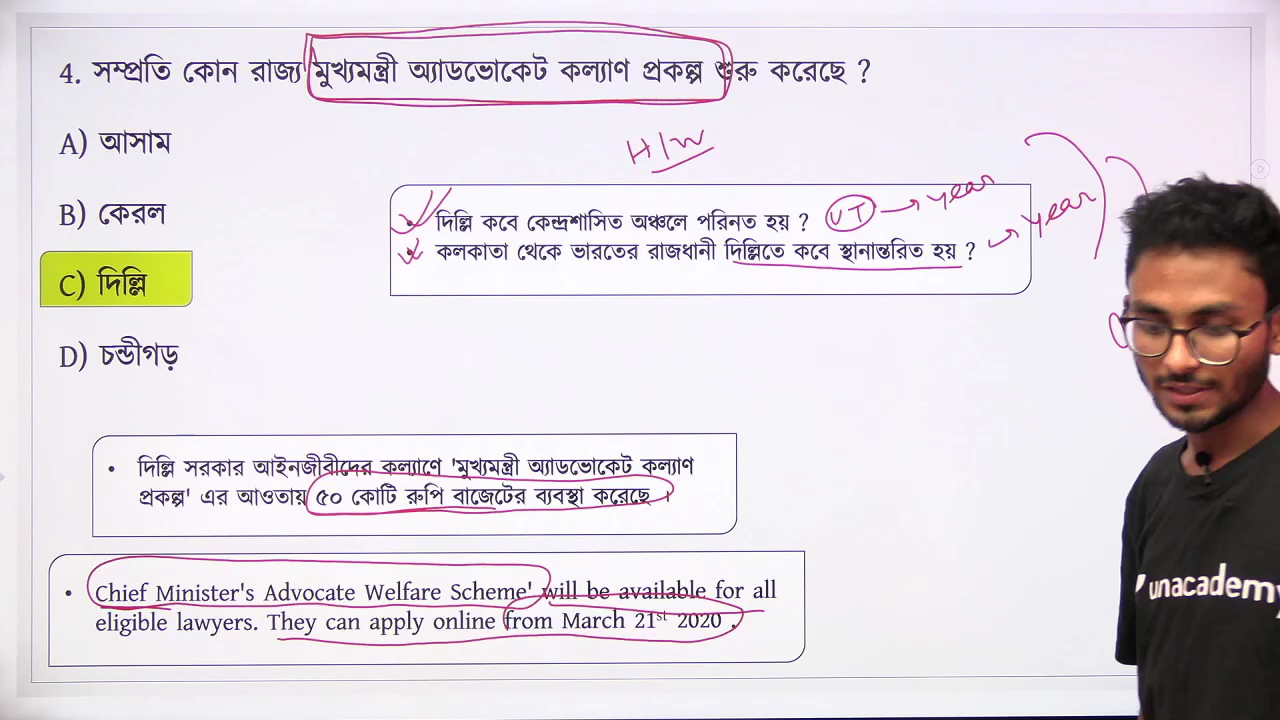 4. সম্প্রতি কোন রাজ্য মুখ্যমন্ত্রী অ্যাডভোকেট কল্যাণ প্রকল্প শুরু করেছে ?
A) আসাম
H/W
B) কেরল
• দিল্লি কবে কেন্দ্রশাসিত অঞ্চলে পরিনত হয় ? UT → year
• কলকাতা থেকে ভারতের রাজধানী দিল্লিতে কবে স্থানান্তরিত হয় ? → year
C) দিল্লি
D) চন্ডীগড়
• দিল্লি সরকার আইনজীবীদের কল্যাণে 'মুখ্যমন্ত্রী অ্যাডভোকেট কল্যাণ
প্রকল্প' এর আওতায় ৫০ কোটি রুপি বাজেটের ব্যবস্থা করেছে ।
• Chief Minister's Advocate Welfare Scheme' will be available for all
eligible lawyers. They can apply online from March 21st 2020 .
unacademy